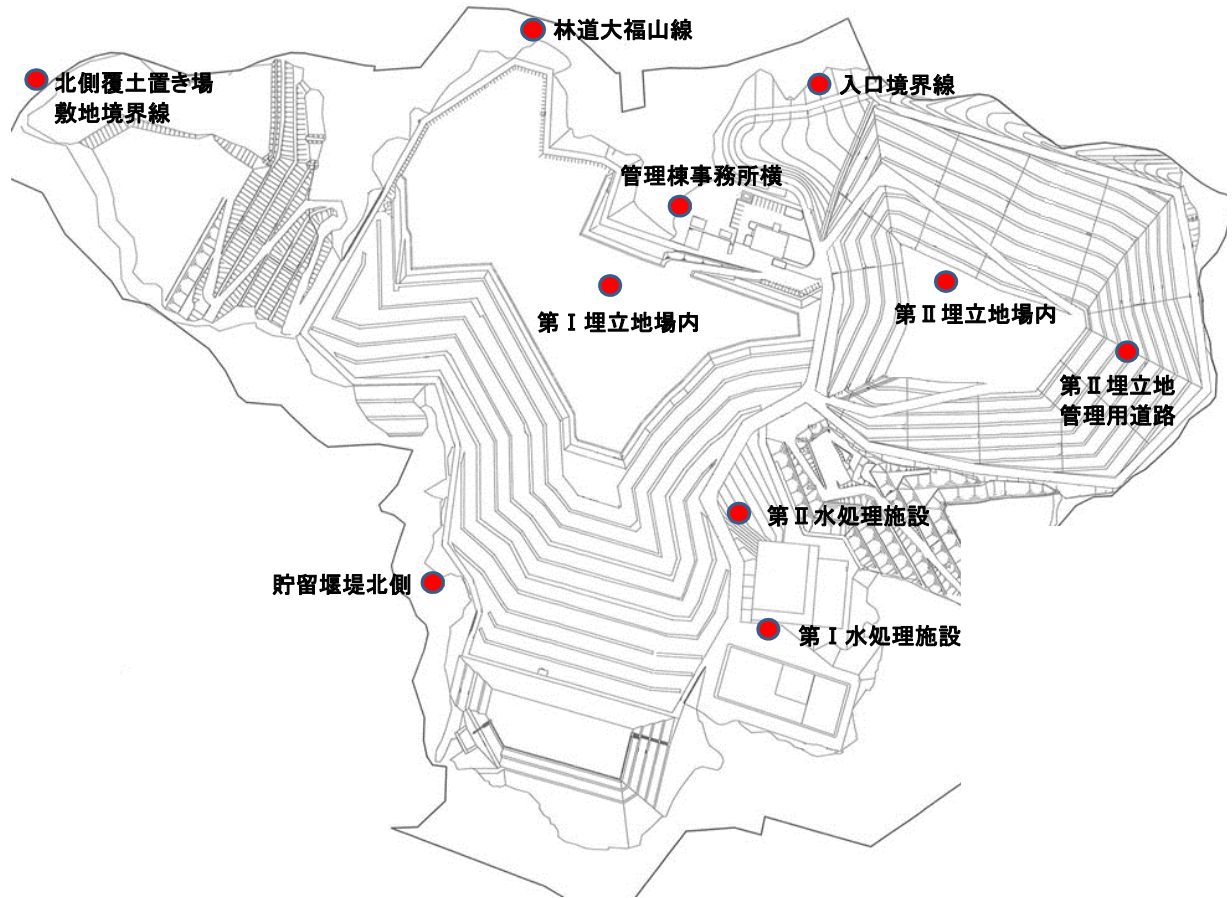 林道大福山線
北側覆土置き場
敷地境界線
入口境界線
管理棟事務所横
第Ⅰ埋立地場内
第Ⅱ埋立地場内
第Ⅱ埋立地
管理用道路
第Ⅱ水処理施設
貯留堰堤北側
第Ⅰ水処理施設